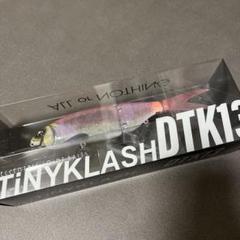 ALL or NOTHING
TiNYKLASH DTK13